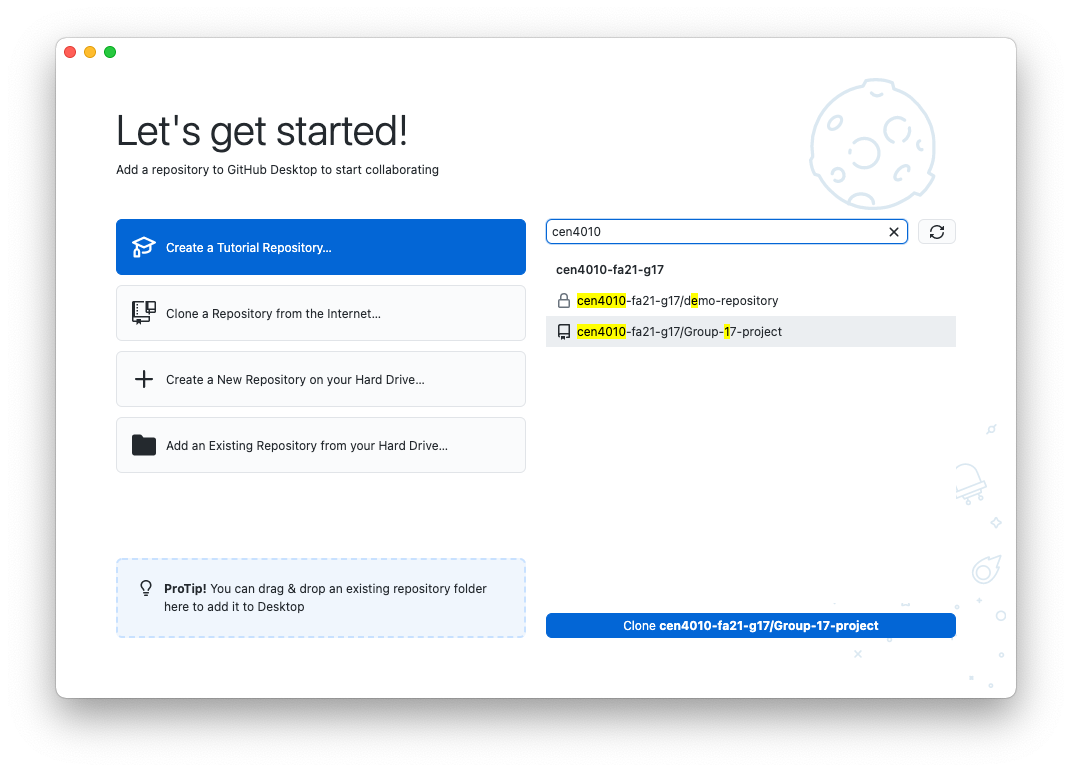 Let's get started!
Add a repository to GitHub Desktop to start collaborating
Create a Tutorial Repository...
Clone a Repository from the Internet...
Create a New Repository on your Hard Drive...
Add an Existing Repository from your Hard Drive...
ProTip! You can drag & drop an existing repository folder
here to add it to Desktop
cen4010
cen4010-fa21-g17
cen4010-fa21-g17/demo-repository
cen4010-fa21-g17/Group-17-project
Clone cen4010-fa21-g17/Group-17-project